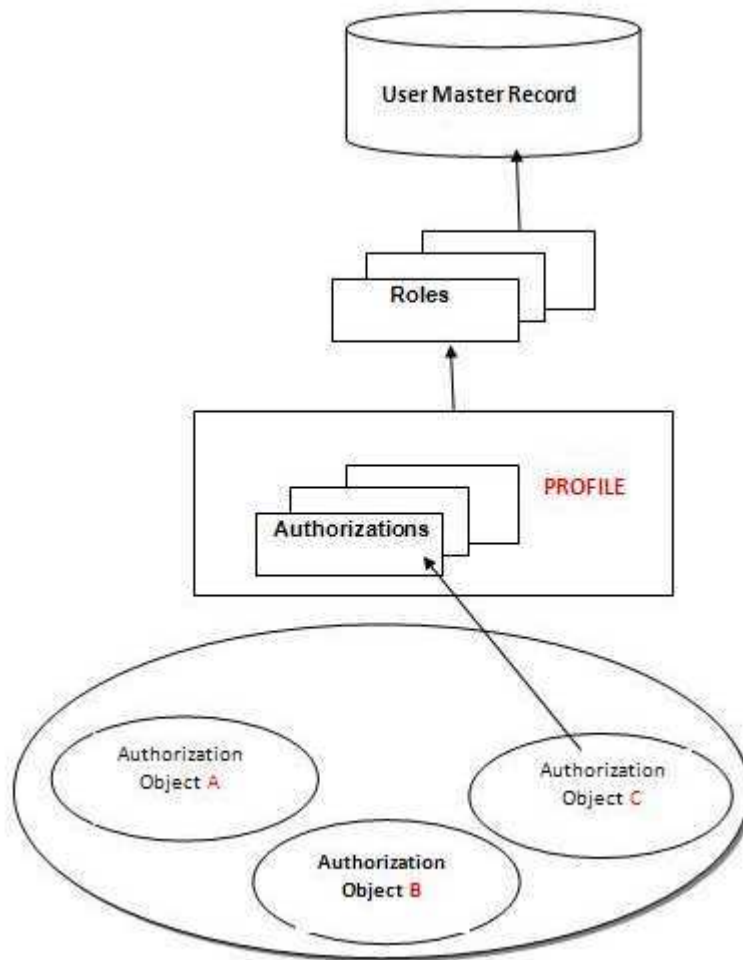 User Master Record
Roles
PROFILE
Authorizations
Authorization
Object A
Authorization
Object C
Authorization
Object B